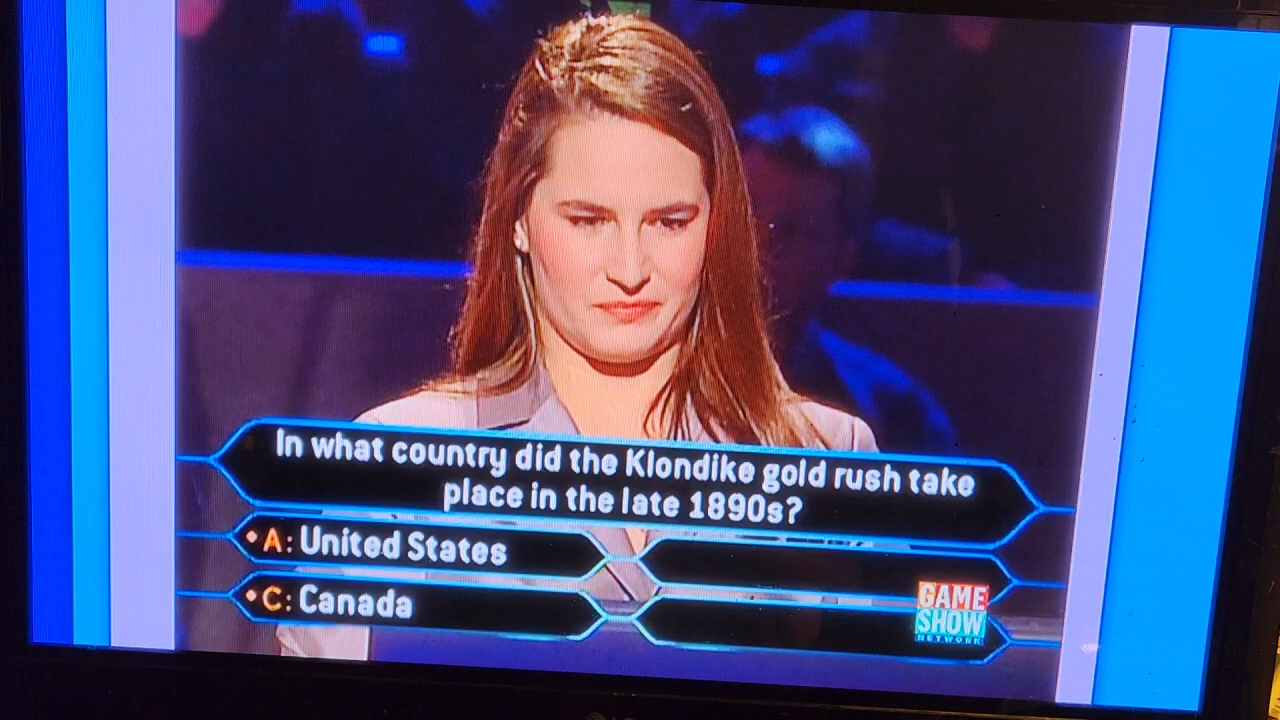 In what country did the Klondike gold rush take
place in the late 1890s?
• A: United States
• C: Canada
GAME
SHOW
NETWORK